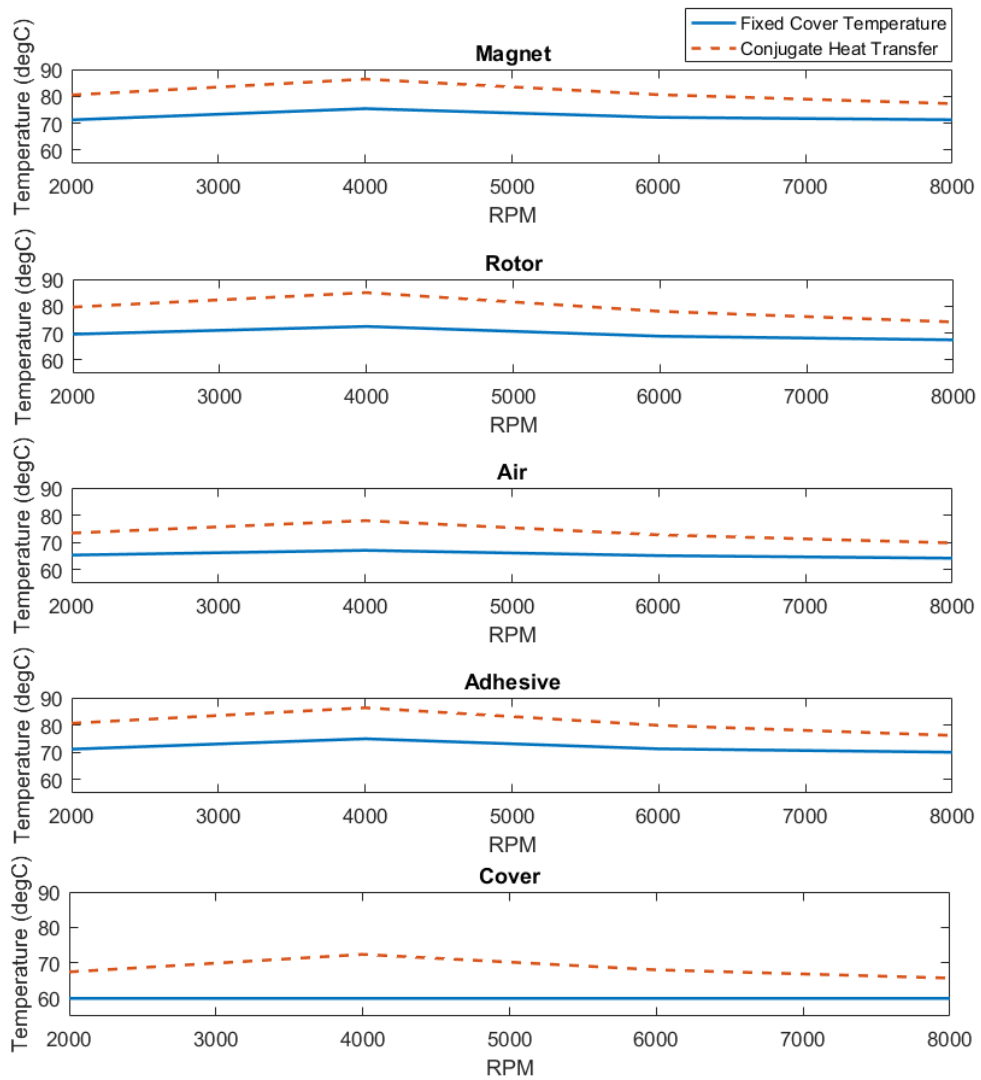 Fixed Cover Temperature
Conjugate Heat Transfer
Magnet
Temperature (degC)
90
80
70
60
2000 3000 4000 5000 6000 7000 8000
RPM
Rotor
Temperature (degC)
90
80
70
60
2000 3000 4000 5000 6000 7000 8000
RPM
Air
Temperature (degC)
90
80
70
60
2000 3000 4000 5000 6000 7000 8000
RPM
Adhesive
Temperature (degC)
90
80
70
60
2000 3000 4000 5000 6000 7000 8000
RPM
Cover
Temperature (degC)
90
80
70
60
2000 3000 4000 5000 6000 7000 8000
RPM